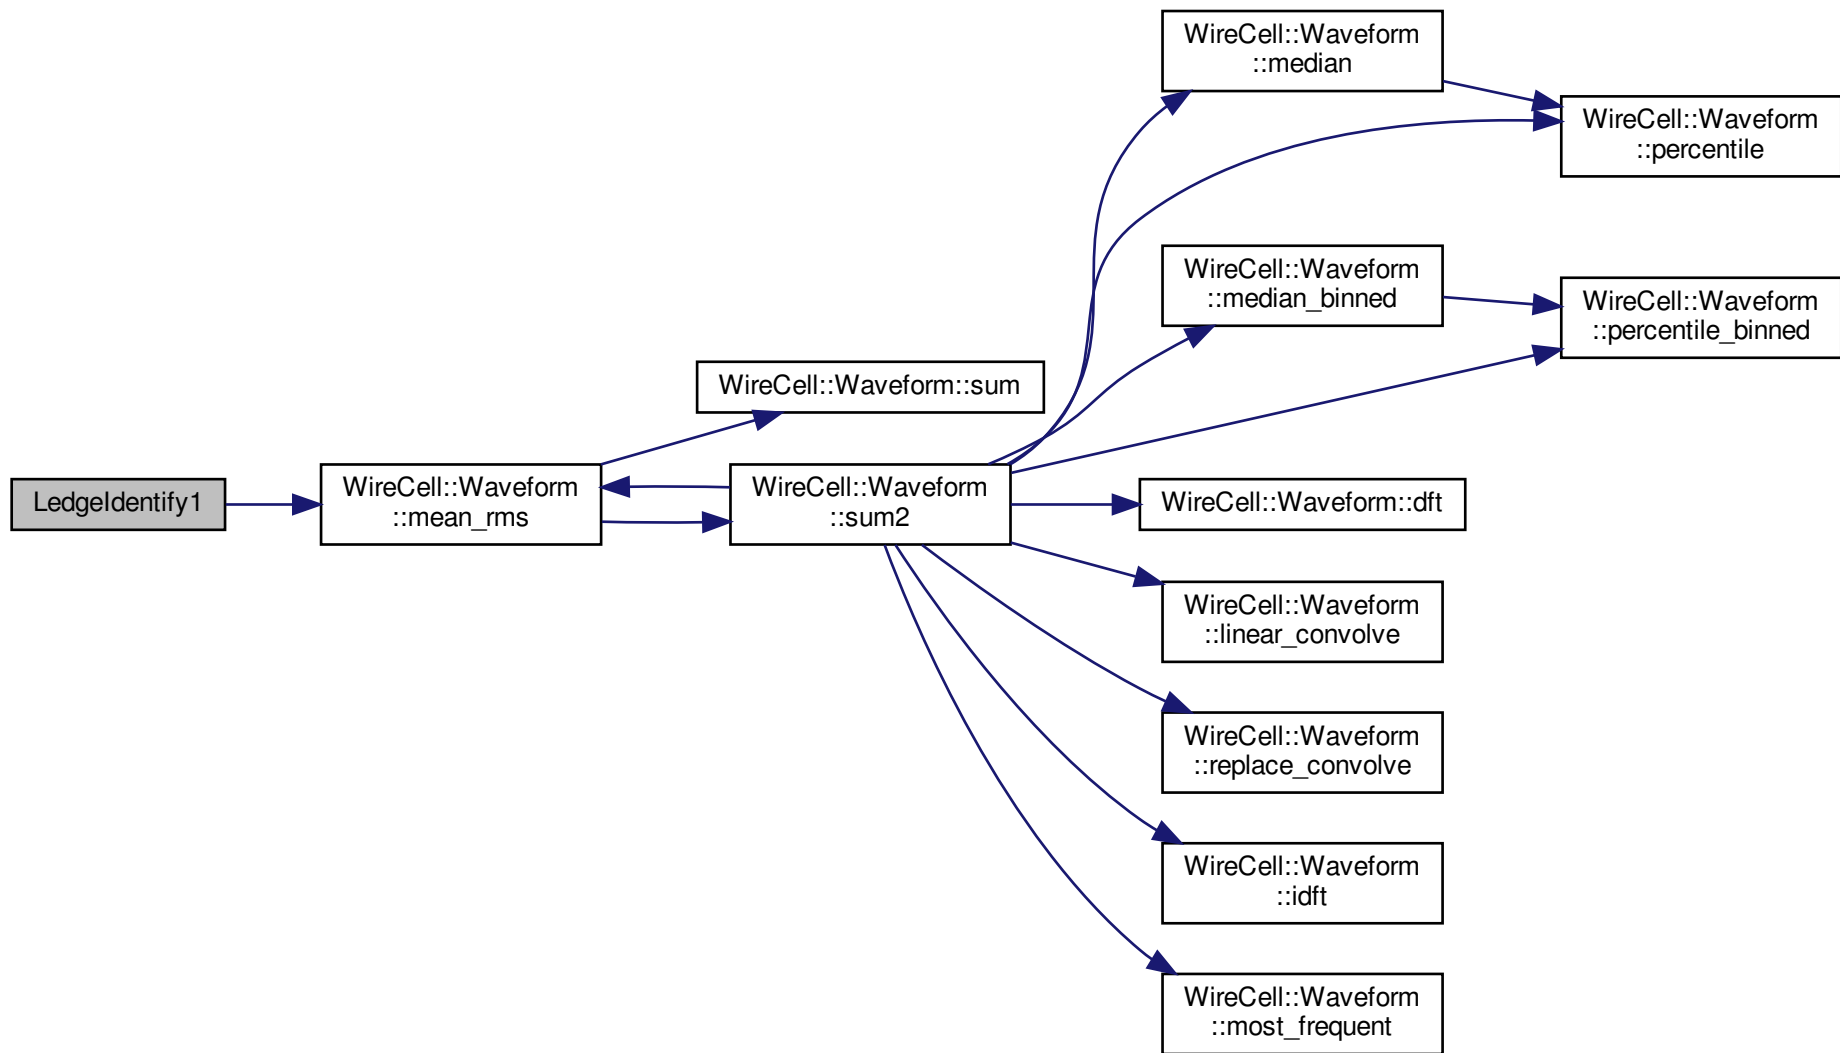 LedgeIdentify1
WireCell::Waveform
::mean_rms
WireCell::Waveform::sum
WireCell::Waveform
::sum2
WireCell::Waveform
::median
WireCell::Waveform
::percentile
WireCell::Waveform
::median_binned
WireCell::Waveform
::percentile_binned
WireCell::Waveform::dft
WireCell::Waveform
::linear_convolve
WireCell::Waveform
::replace_convolve
WireCell::Waveform
::idft
WireCell::Waveform
::most_frequent